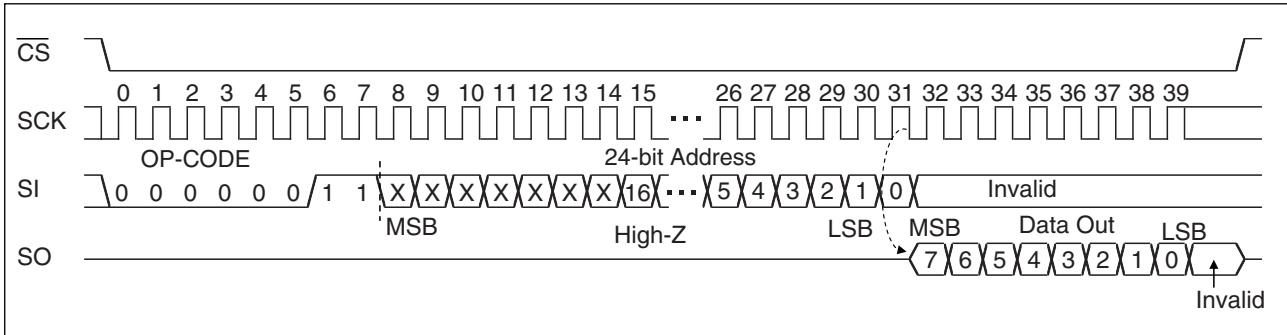 CS
0 1 2 3 4 5 6 7 8 9 10 11 12 13 14 15 26 27 28 29 30 31 32 33 34 35 36 37 38 39
SCK ...
OP-CODE 24-bit Address
SI 0 0 0 0 0 0 1 1 X X X X X X X 16 ... 5 4 3 2 1 0 Invalid
MSB High-Z LSB MSB Data Out LSB
SO 7 6 5 4 3 2 1 0
Invalid